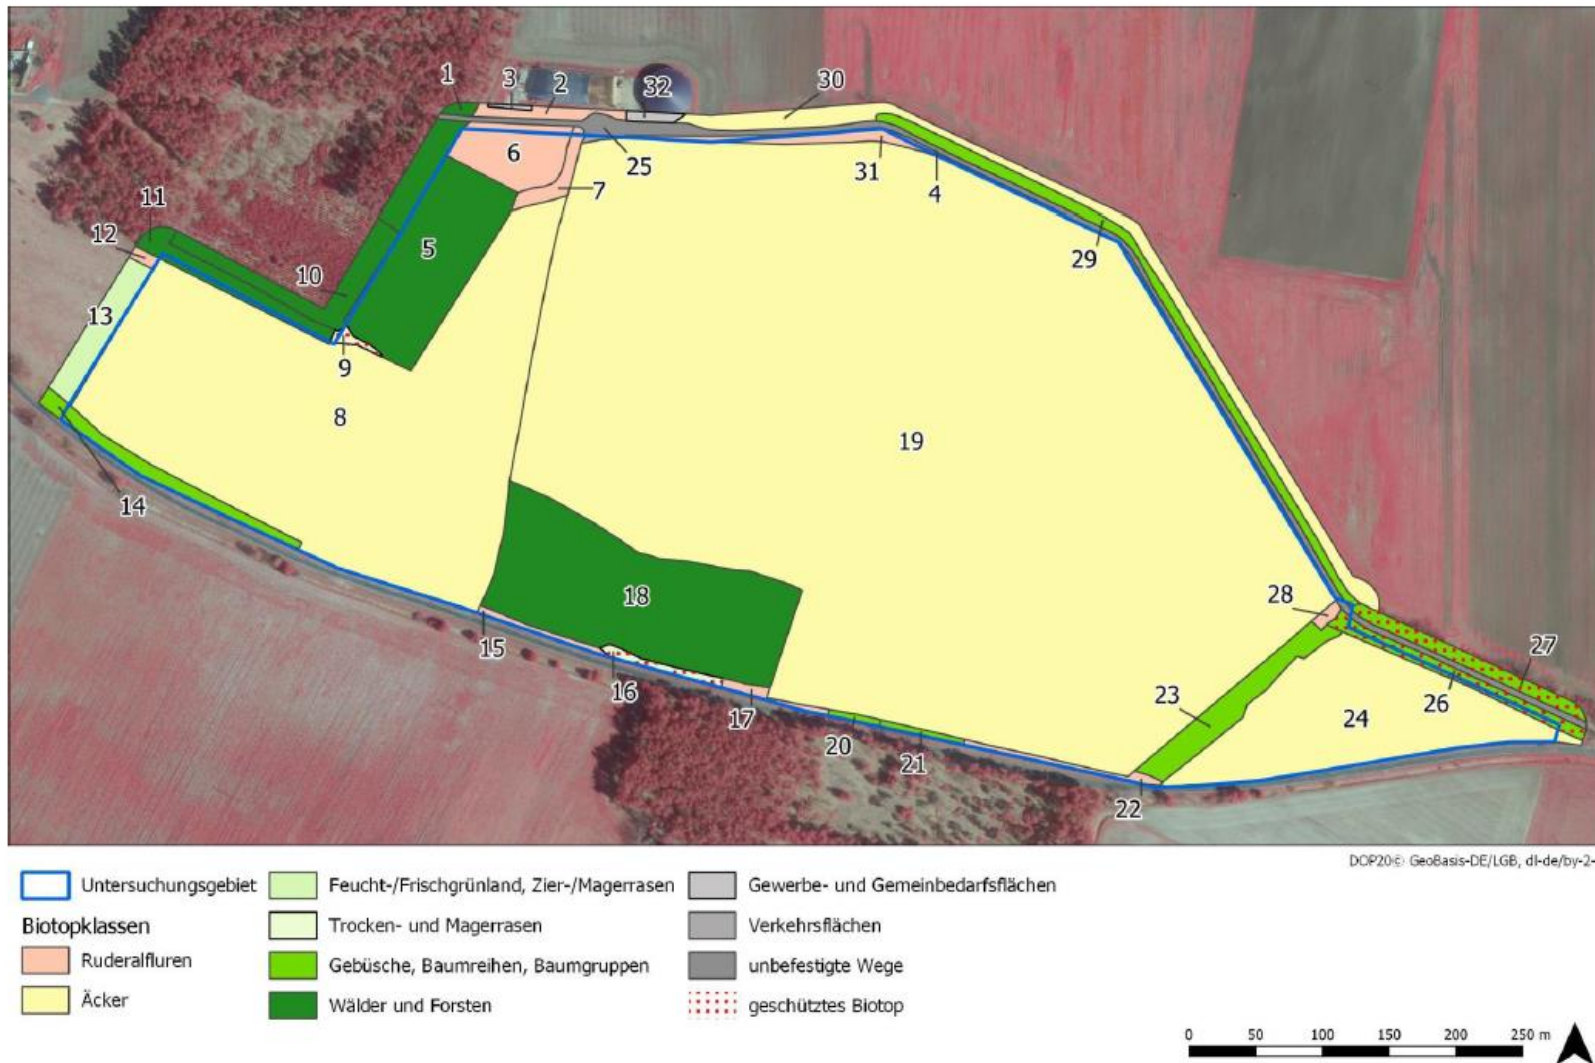 1
3
2
32
30
6
25
7
31
4
11
12
5
29
10
13
9
8
19
14
18
28
15
16
17
27
26
23
24
20
21
22
DOP20© GeoBasis-DE/LGB, dl-de/by-2-
Untersuchungsgebiet
Biotopklassen
Ruderalfluren
Äcker
Feucht-/Frischgrünland, Zier-/Magerrasen
Trocken- und Magerrasen
Gebüsche, Baumreihen, Baumgruppen
Wälder und Forsten
Gewerbe- und Gemeinbedarfsflächen
Verkehrsflächen
unbefestigte Wege
geschütztes Biotop
0 50 100 150 200 250 m